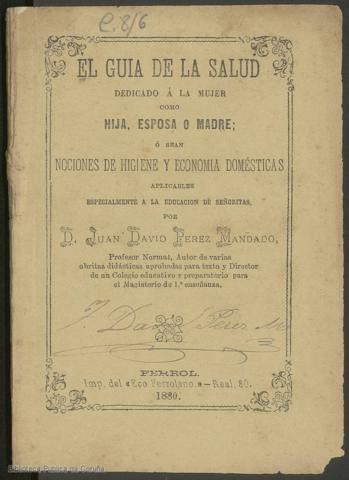 C. 8/6
EL GUIA DE LA SALUD
DEDICADO Á LA MUJER
COMO
HIJA, ESPOSA O MADRE;
Ó SEAN
NOCIONES DE HIGIENE Y ECONOMIA DOMÉSTICAS
APLICABLES
ESPECIALMENTE Á LA EDUCACION DE SEÑORITAS,
POR
D. JUAN DAVID PEREZ MANDADO,
Profesor Normal, Autor de varias
obritas didácticas aprobadas para texto y Director
de un Colegio educativo y preparatorio para
el Magisterio de 1.ª enseñanza.
J. David Pérez M
FERROL.
Imp. del «Eco Ferrolano.»—Real, 80.
1880.
Biblioteca Pública da Coruña